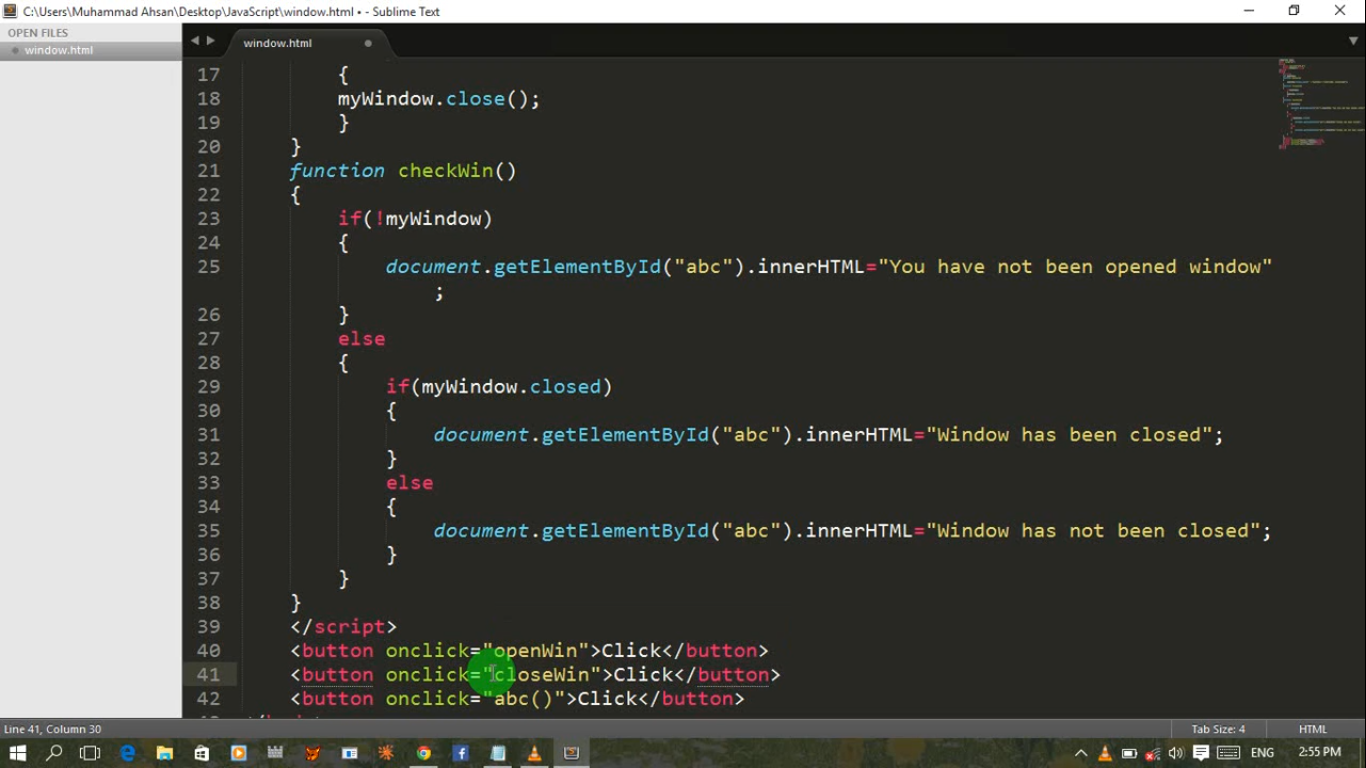 C:\Users\Muhammad Ahsan\Desktop\JavaScript\window.html • - Sublime Text
OPEN FILES
window.html
window.html
17 {
18 myWindow.close();
19 }
20 }
21 function checkWin()
22 {
23 if(!myWindow)
24 {
25 document.getElementById("abc").innerHTML="You have not been opened window"
;
26 }
27 else
28 {
29 if(myWindow.closed)
30 {
31 document.getElementById("abc").innerHTML="Window has been closed";
32 }
33 else
34 {
35 document.getElementById("abc").innerHTML="Window has not been closed";
36 }
37 }
38 }
39 </script>
40 <button onclick="openWin">Click</button>
41 <button onclick="closeWin">Click</button>
42 <button onclick="abc()">Click</button>
Line 41, Column 30
Tab Size: 4
HTML
ENG
2:55 PM